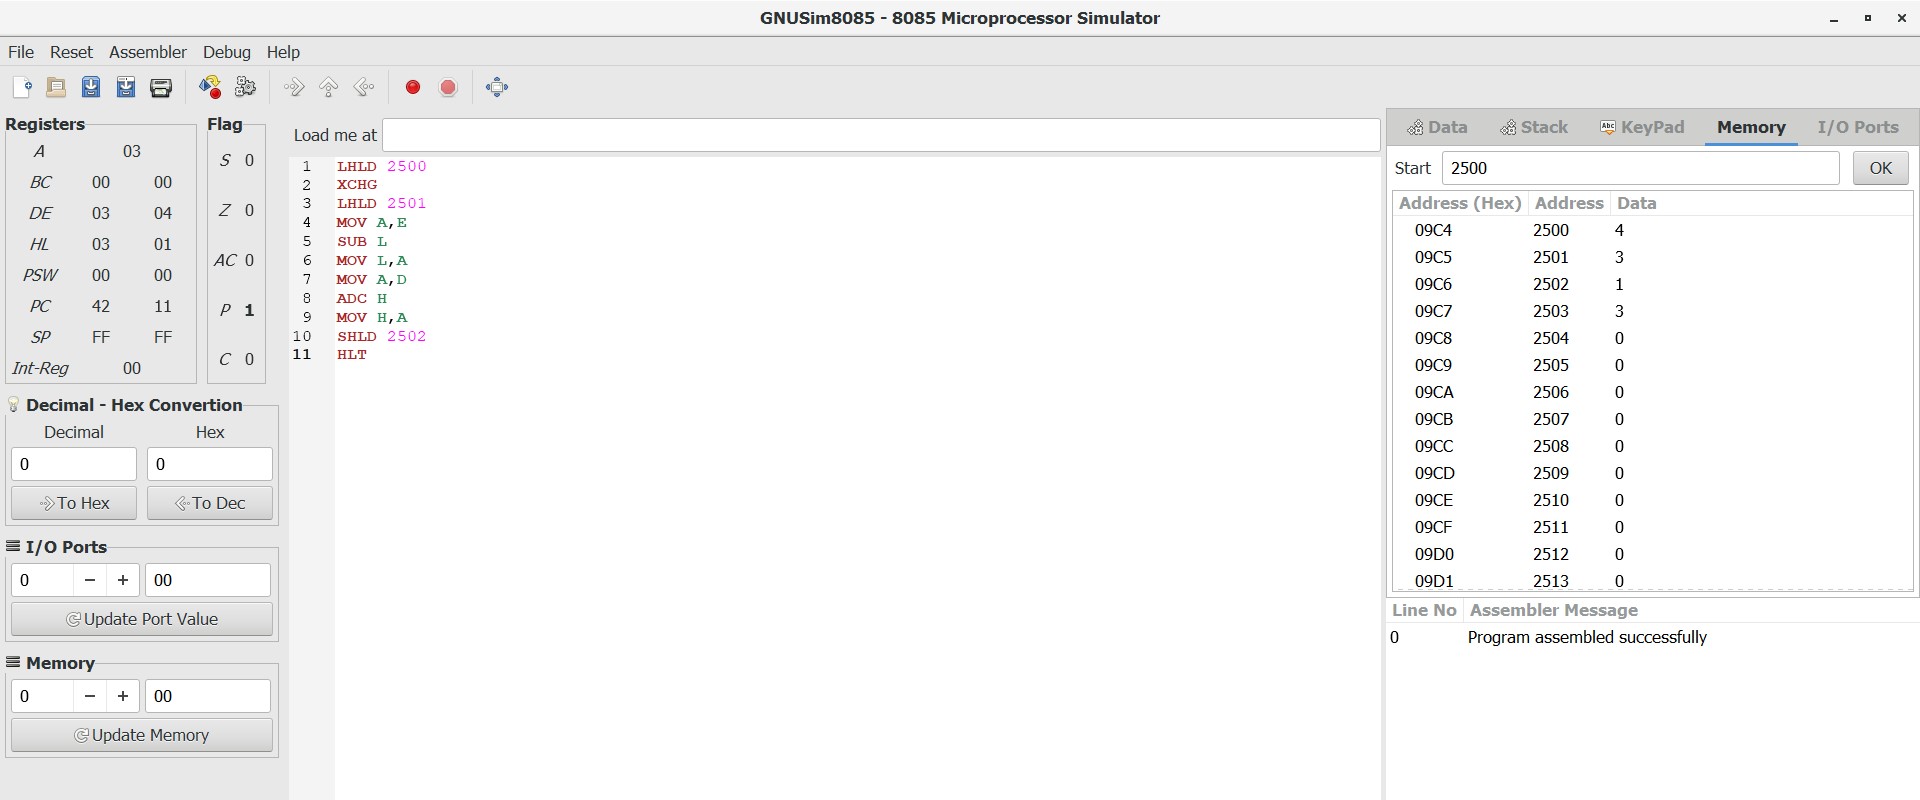 GNUSim8085 - 8085 Microprocessor Simulator
File Reset Assembler Debug Help
Registers
A 03
BC 00 00
DE 03 04
HL 03 01
PSW 00 00
PC 42 11
SP FF FF
Int-Reg 00
Flag
S 0
Z 0
AC 0
P 1
C 0
Decimal - Hex Convertion
Decimal Hex
0 0
To Hex To Dec
I/O Ports
0 − + 00
Update Port Value
Memory
0 − + 00
Update Memory
Load me at
1 LHLD 2500
2 XCHG
3 LHLD 2501
4 MOV A,E
5 SUB L
6 MOV L,A
7 MOV A,D
8 ADC H
9 MOV H,A
10 SHLD 2502
11 HLT
Data Stack Abc KeyPad Memory I/O Ports
Start 2500 OK
Address (Hex) Address Data
09C4 2500 4
09C5 2501 3
09C6 2502 1
09C7 2503 3
09C8 2504 0
09C9 2505 0
09CA 2506 0
09CB 2507 0
09CC 2508 0
09CD 2509 0
09CE 2510 0
09CF 2511 0
09D0 2512 0
09D1 2513 0
Line No Assembler Message
0 Program assembled successfully